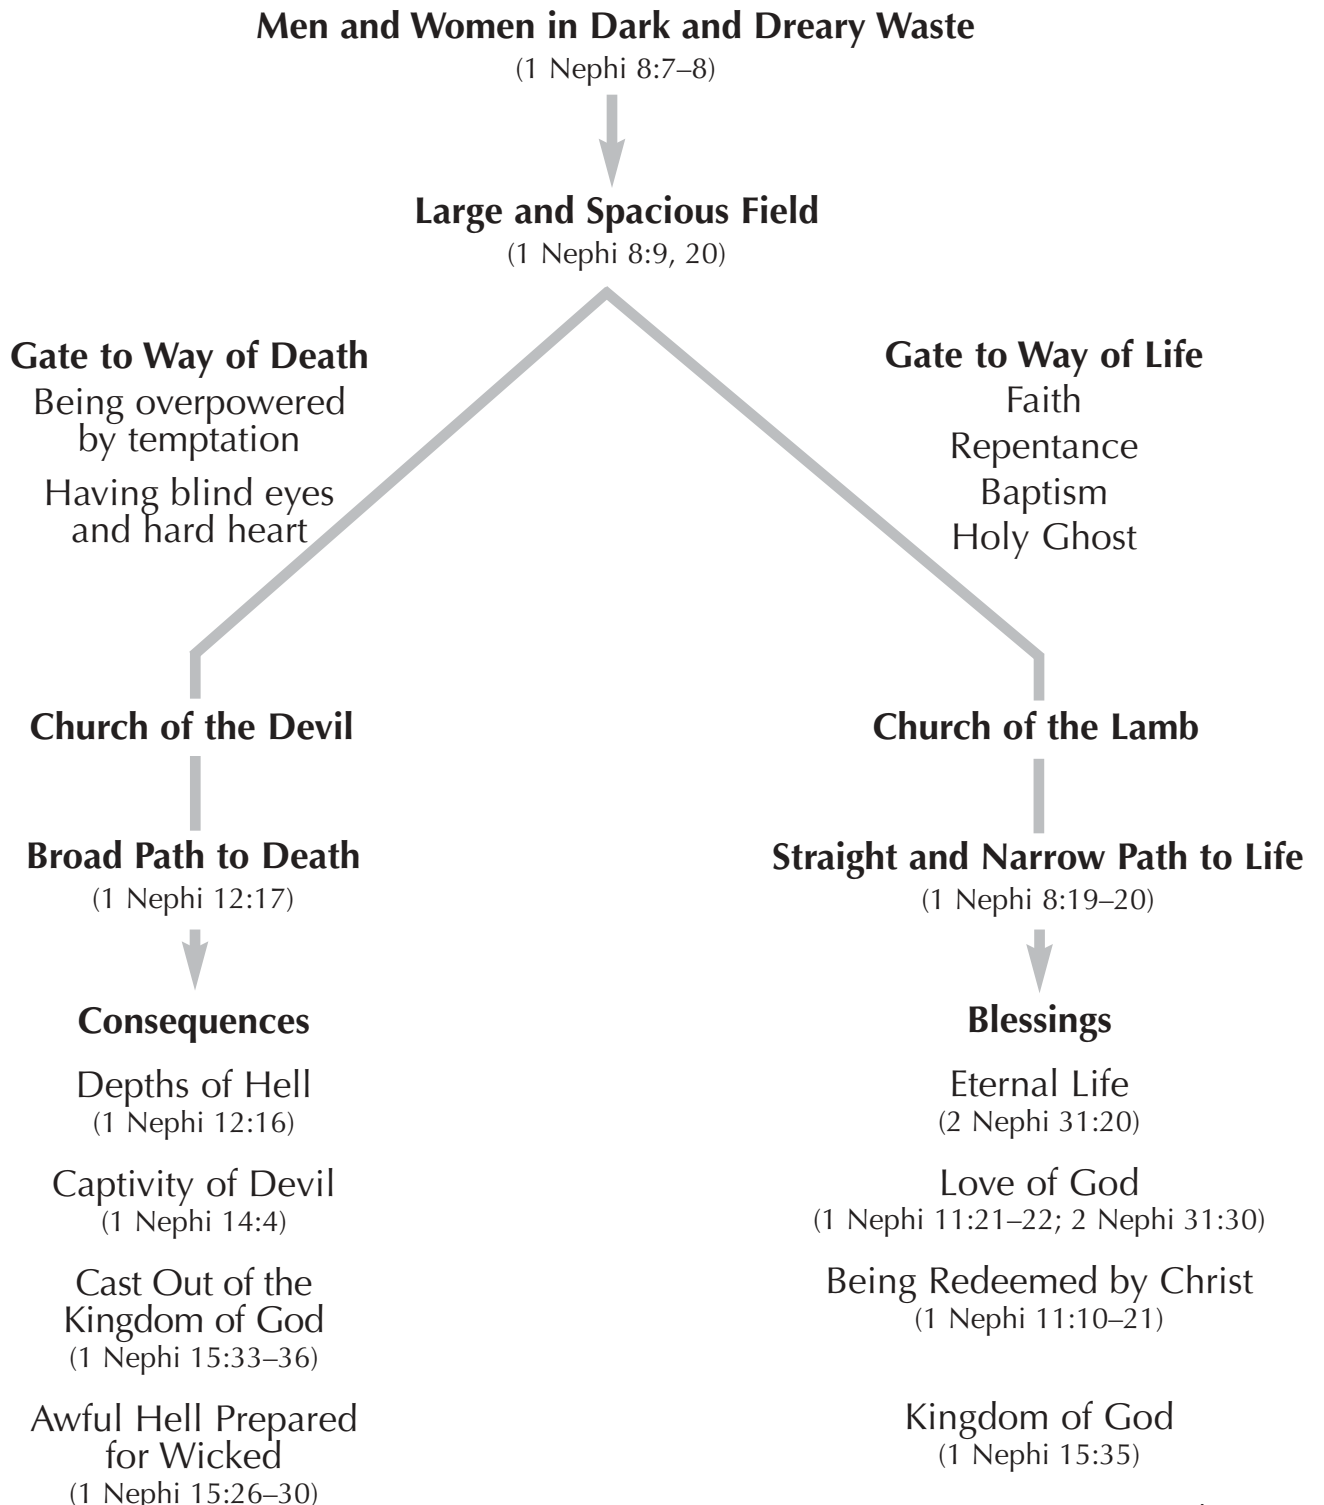 Men and Women in Dark and Dreary Waste
(1 Nephi 8:7–8)
Large and Spacious Field
(1 Nephi 8:9, 20)
Gate to Way of Death
Being overpowered
by temptation
Having blind eyes
and hard heart
Gate to Way of Life
Faith
Repentance
Baptism
Holy Ghost
Church of the Devil
Broad Path to Death
(1 Nephi 12:17)
Consequences
Depths of Hell
(1 Nephi 12:16)
Captivity of Devil
(1 Nephi 14:4)
Cast Out of the
Kingdom of God
(1 Nephi 15:33–36)
Awful Hell Prepared
for Wicked
(1 Nephi 15:26–30)
Church of the Lamb
Straight and Narrow Path to Life
(1 Nephi 8:19–20)
Blessings
Eternal Life
(2 Nephi 31:20)
Love of God
(1 Nephi 11:21–22; 2 Nephi 31:30)
Being Redeemed by Christ
(1 Nephi 11:10–21)
Kingdom of God
(1 Nephi 15:35)